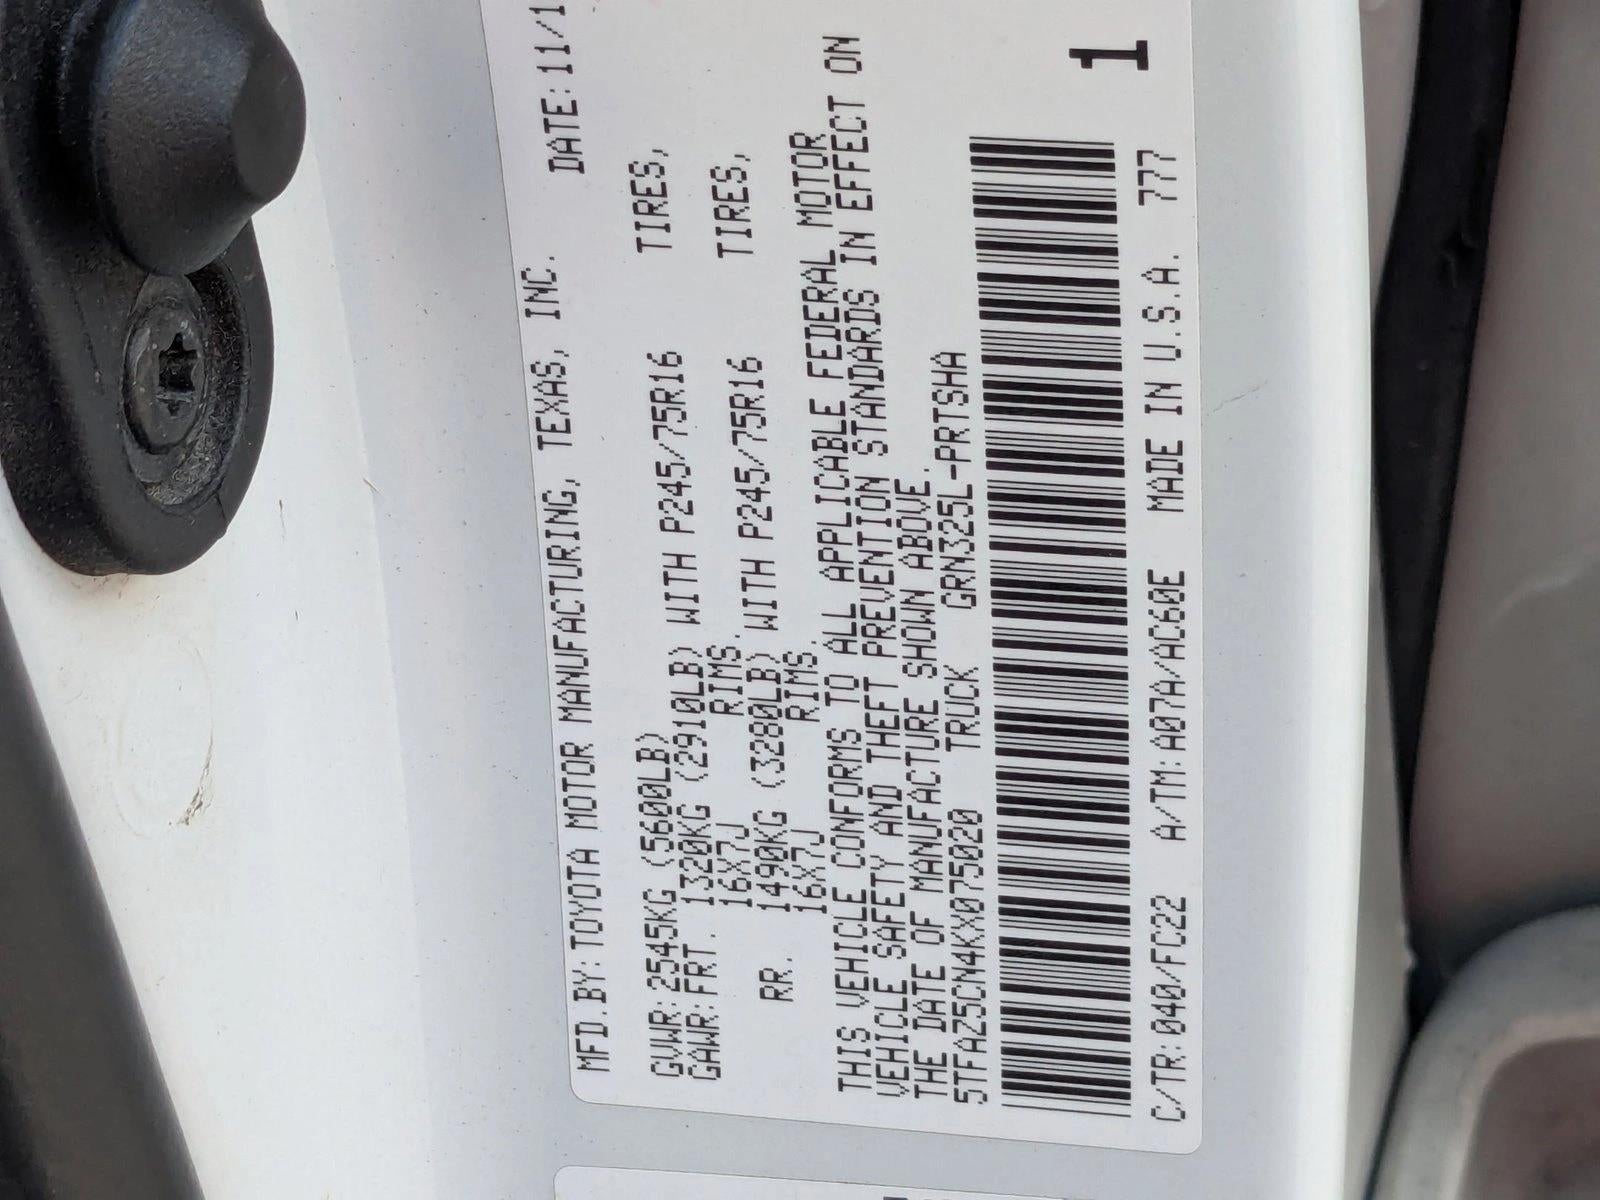 MFD.BY:TOYOTA MOTOR MANUFACTURING, TEXAS, INC. DATE:11/1
GVWR:2545KG (5600LB)
GAWR:FRT. 1320KG (2910LB) WITH P245/75R16 TIRES,
16X7J RIMS.
RR. 1490KG (3280LB) WITH P245/75R16 TIRES,
16X7J RIMS.
THIS VEHICLE CONFORMS TO ALL APPLICABLE FEDERAL MOTOR
VEHICLE SAFETY AND THEFT PREVENTION STANDARDS IN EFFECT ON
THE DATE OF MANUFACTURE SHOWN ABOVE.
5TFAZ5CN4KX075020 TRUCK GRN325L-PRTSHA
1
C/TR:040/FC22 A/TM:A07A/AC60E MADE IN U.S.A. 777